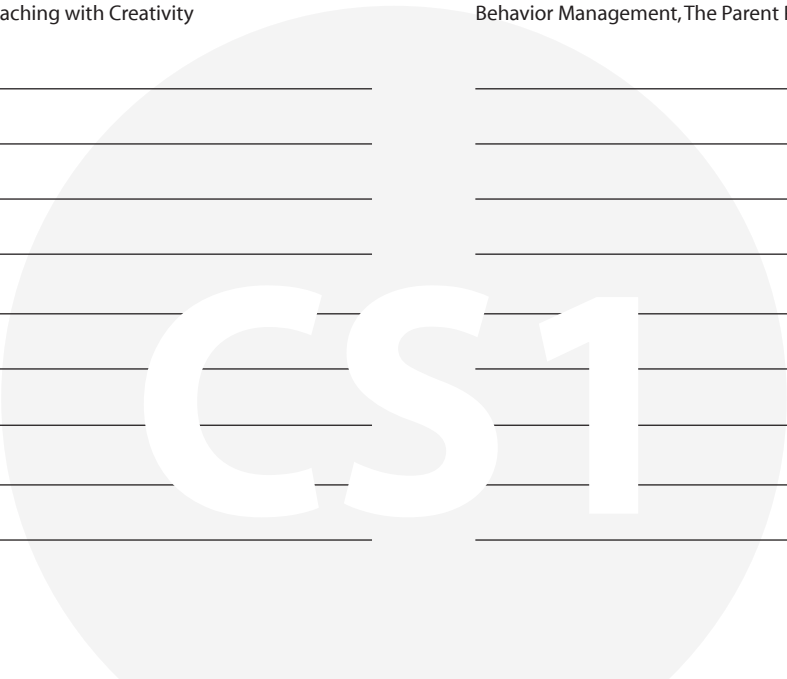 aching with Creativity
Behavior Management, The Parent
CS1